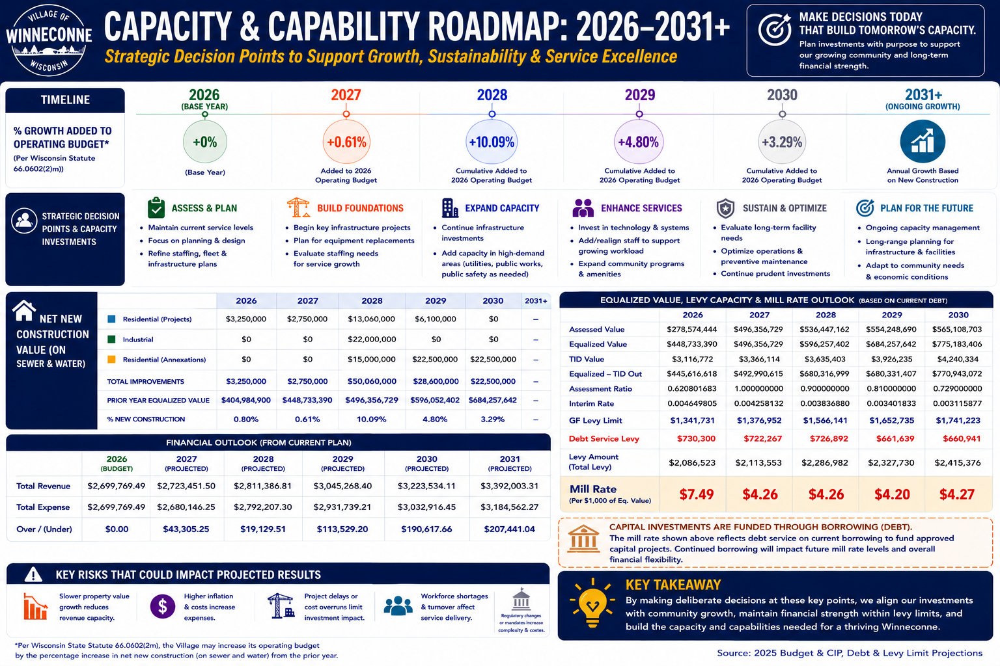 VILLAGE OF
WINNECONNE
WISCONSIN
CAPACITY & CAPABILITY ROADMAP: 2026–2031+
Strategic Decision Points to Support Growth, Sustainability & Service Excellence
MAKE DECISIONS TODAY
THAT BUILD TOMORROW'S CAPACITY.
Plan investments with purpose to support
our growing community and long-term
financial strength.
TIMELINE
% GROWTH ADDED TO
OPERATING BUDGET*
(Per Wisconsin Statute
66.0602(2)m))
2026
(BASE YEAR)
+0%
(Base Year)
2027
+0.61%
Added to 2026
Operating Budget
2028
+10.09%
Cumulative Added to
2026 Operating Budget
2029
+4.80%
Cumulative Added to
2026 Operating Budget
2030
+3.29%
Cumulative Added to
2026 Operating Budget
2031+
(ONGOING GROWTH)
Annual Growth Based
on New Construction
STRATEGIC DECISION
POINTS & CAPACITY
INVESTMENTS
ASSESS & PLAN
• Maintain current service levels
• Focus on planning & design
• Refine staffing, fleet &
infrastructure plans
BUILD FOUNDATIONS
• Begin key infrastructure projects
• Plan for equipment replacements
• Evaluate staffing needs
for service growth
EXPAND CAPACITY
• Continue infrastructure
investments
• Add capacity in high-demand
areas (utilities, public works,
public safety as needed)
ENHANCE SERVICES
• Invest in technology & systems
• Add/realign staff to support
growing workload
• Expand community programs
& amenities
SUSTAIN & OPTIMIZE
• Evaluate long-term facility
needs
• Optimize operations &
preventive maintenance
• Continue prudent investments
PLAN FOR THE FUTURE
• Ongoing capacity management
• Long-range planning for
infrastructure & facilities
• Adapt to community needs
& economic conditions
NET NEW
CONSTRUCTION
VALUE (ON
SEWER & WATER)
2026 2027 2028 2029 2030 2031+
Residential (Projects) $3,250,000 $2,750,000 $13,060,000 $6,100,000 $0 –
Industrial $0 $0 $22,000,000 $0 $0 –
Residential (Annexations) $0 $0 $15,000,000 $22,500,000 $22,500,000 –
TOTAL IMPROVEMENTS $3,250,000 $2,750,000 $50,060,000 $28,600,000 $22,500,000 –
PRIOR YEAR EQUALIZED VALUE $404,984,900 $448,733,390 $496,356,729 $596,052,402 $684,257,642 –
% NEW CONSTRUCTION 0.80% 0.61% 10.09% 4.80% 3.29% –
FINANCIAL OUTLOOK (FROM CURRENT PLAN)
2026 2027 2028 2029 2030 2031
(BUDGET) (PROJECTED) (PROJECTED) (PROJECTED) (PROJECTED) (PROJECTED)
Total Revenue $2,699,769.49 $2,723,451.50 $2,811,386.81 $3,045,268.40 $3,223,534.11 $3,392,003.31
Total Expense $2,699,769.49 $2,680,146.25 $2,792,207.30 $2,931,739.21 $3,032,916.45 $3,184,562.27
Over / (Under) $0.00 $43,305.25 $19,129.51 $113,529.20 $190,617.66 $207,441.04
EQUALIZED VALUE, LEVY CAPACITY & MILL RATE OUTLOOK (BASED ON CURRENT DEBT)
2026 2027 2028 2029 2030
Assessed Value $278,574,444 $496,356,729 $536,447,162 $554,248,690 $565,108,703
Equalized Value $448,733,390 $496,356,729 $596,257,402 $684,257,642 $775,183,406
TID Value $3,116,772 $3,366,114 $3,635,403 $3,926,235 $4,240,334
Equalized – TID Out $445,616,618 $492,990,615 $680,316,999 $680,331,407 $770,943,072
Assessment Ratio 0.620801683 1.000000000 0.900000000 0.810000000 0.729000000
Interim Rate 0.004649805 0.004258132 0.003836880 0.003401833 0.003115877
GF Levy Limit $1,341,731 $1,376,952 $1,566,141 $1,652,735 $1,741,223
Debt Service Levy $730,300 $722,267 $726,892 $661,639 $660,941
Levy Amount
(Total Levy) $2,086,523 $2,113,553 $2,286,982 $2,327,730 $2,415,376
Mill Rate
(Per $1,000 of Eq. Value) $7.49 $4.26 $4.26 $4.20 $4.27
CAPITAL INVESTMENTS ARE FUNDED THROUGH BORROWING (DEBT).
The mill rate shown above reflects debt service on current borrowing to fund approved
capital projects. Continued borrowing will impact future mill rate levels and overall
financial flexibility.
KEY RISKS THAT COULD IMPACT PROJECTED RESULTS
Slower property value
growth reduces
revenue capacity.
Higher inflation
& costs increase
expenses.
Project delays or
cost overruns limit
investment impact.
Workforce shortages
& turnover affect
service delivery.
Regulatory changes
or mandates increase
complexity & costes.
KEY TAKEAWAY
By making deliberate decisions at these key points, we align our investments
with community growth, maintain financial strength within levy limits, and
build the capacity and capabilities needed for a thriving Winneconne.
*Per Wisconsin State Statute 66.0602(2m), the Village may increase its operating budget
by the percentage increase in net new construction (on sewer and water) from the prior year.
Source: 2025 Budget & CIP, Debt & Levy Limit Projections